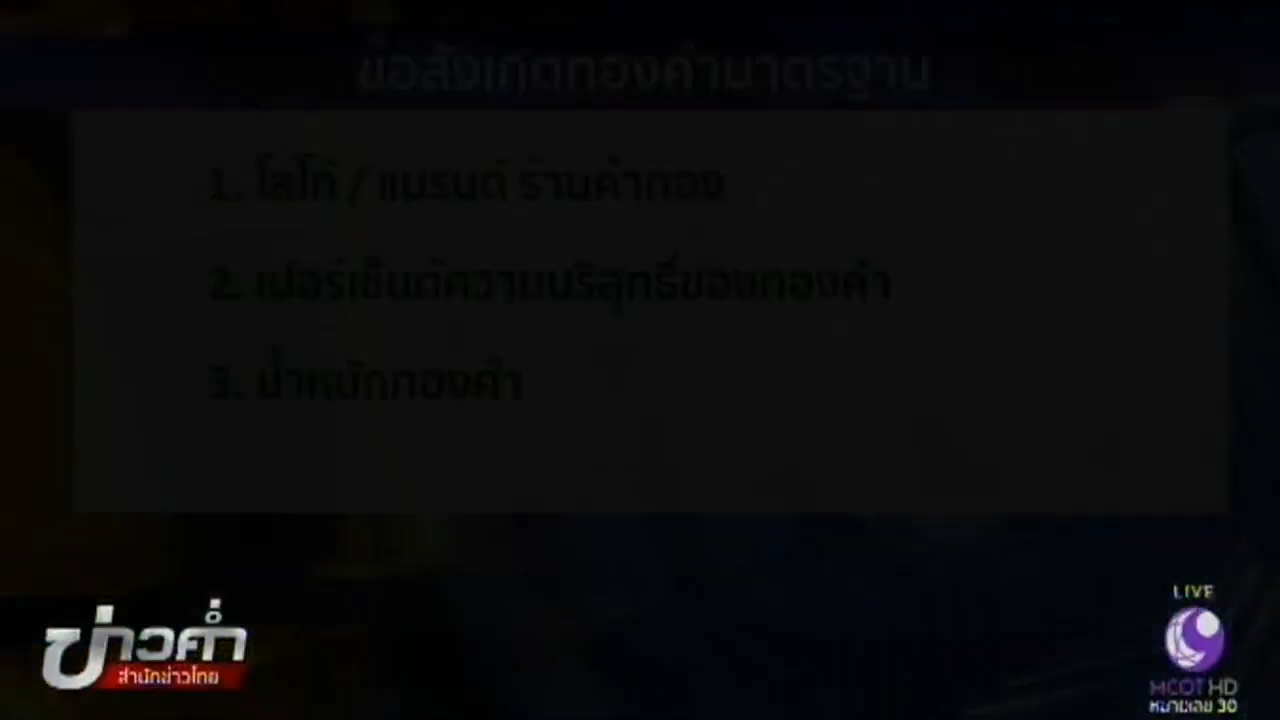 ข้อสังเกตทองคำมาตรฐาน
1. โลโก้ / แบรนด์ ร้านค้าทอง
2. เปอร์เซ็นต์ความบริสุทธิ์ของทองคำ
3. น้ำหนักทองคำ
ข่าวค่ำ
สำนักข่าวไทย
LIVE
MCOT HD
หมายเลข 30